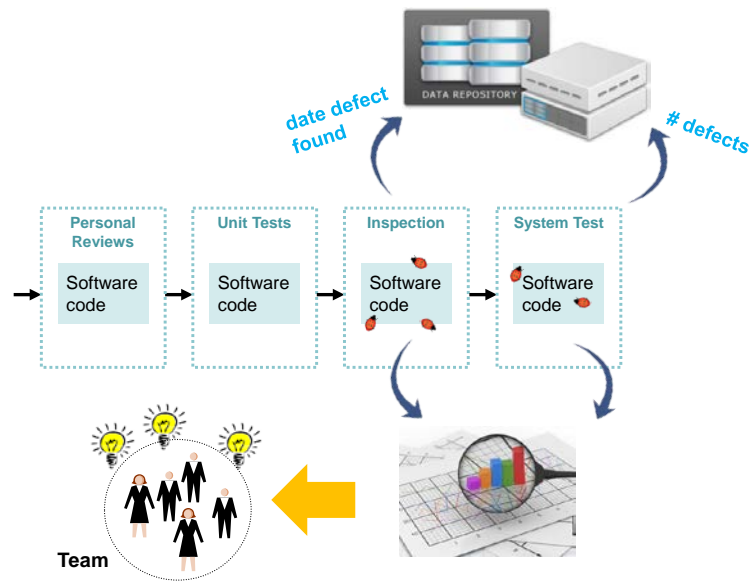 DATA REPOSITORY
date defect
found
# defects
Personal
Reviews
Unit Tests
Inspection
System Test
Software
code
Software
code
Software
code
Software
code
Team